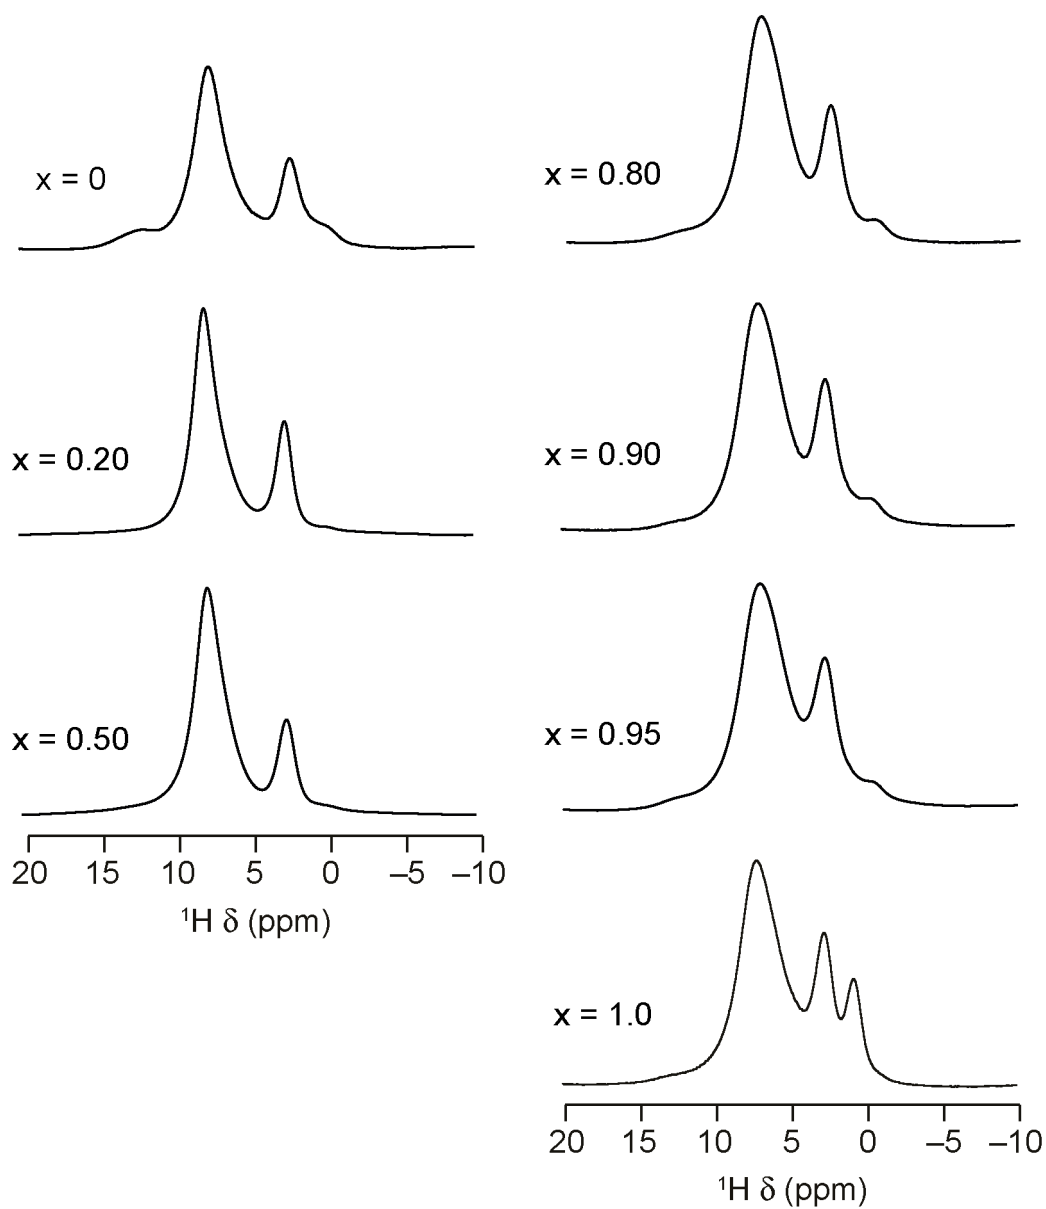 x = 0
x = 0.20
x = 0.50
20 15 10 5 0 –5 –10
¹H δ (ppm)
x = 0.80
x = 0.90
x = 0.95
x = 1.0
20 15 10 5 0 –5 –10
¹H δ (ppm)